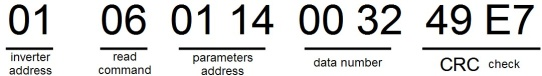 01 06 01 14 00 32 49 E7
inverter address
read command
parameters address
data number
CRC check